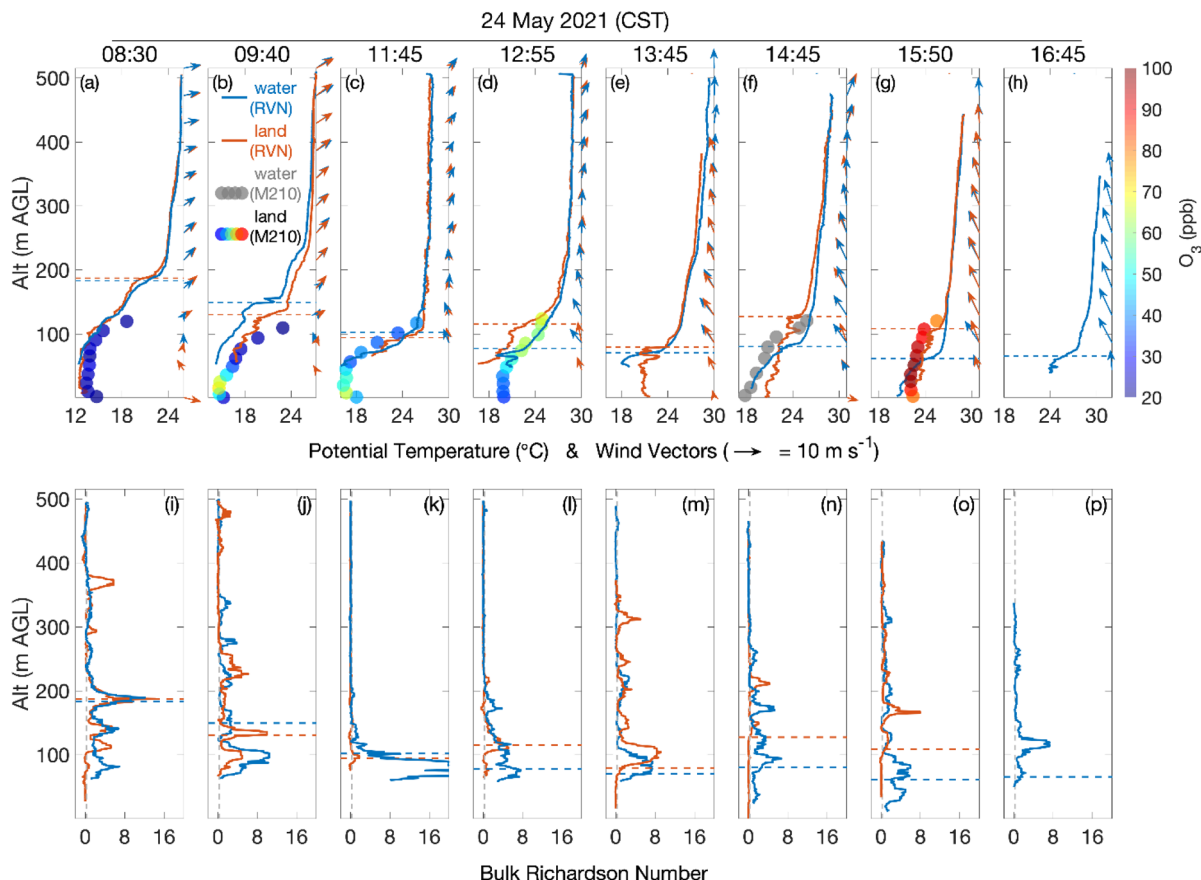 24 May 2021 (CST)
08:30 09:40 11:45 12:55 13:45 14:45 15:50 16:45
500 (a) (b) (c) (d) (e) (f) (g) (h) 100
water
(RVN)
90
land
(RVN)
400
80
water
(M210)
300
70
land
(M210)
60
Alt (m AGL)
O3 (ppb)
200
50
40
100
30
0
20
12 18 24 12 18 24 18 24 30 18 24 30 18 24 30 18 24 30 18 24 30 18 24 30
Potential Temperature (°C) & Wind Vectors ( → = 10 m s-1)
500 (i) (j) (k) (l) (m) (n) (o) (p)
400
300
Alt (m AGL)
200
100
0 8 16 0 8 16 0 8 16 0 8 16 0 8 16 0 8 16 0 8 16 0 8 16
Bulk Richardson Number